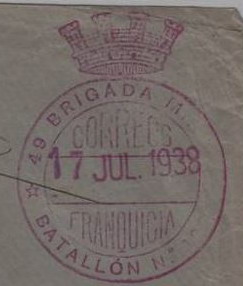 49 BRIGADA M
CORREOS
17 JUL. 1938
FRANQUICIA
BATALLÓN N.º